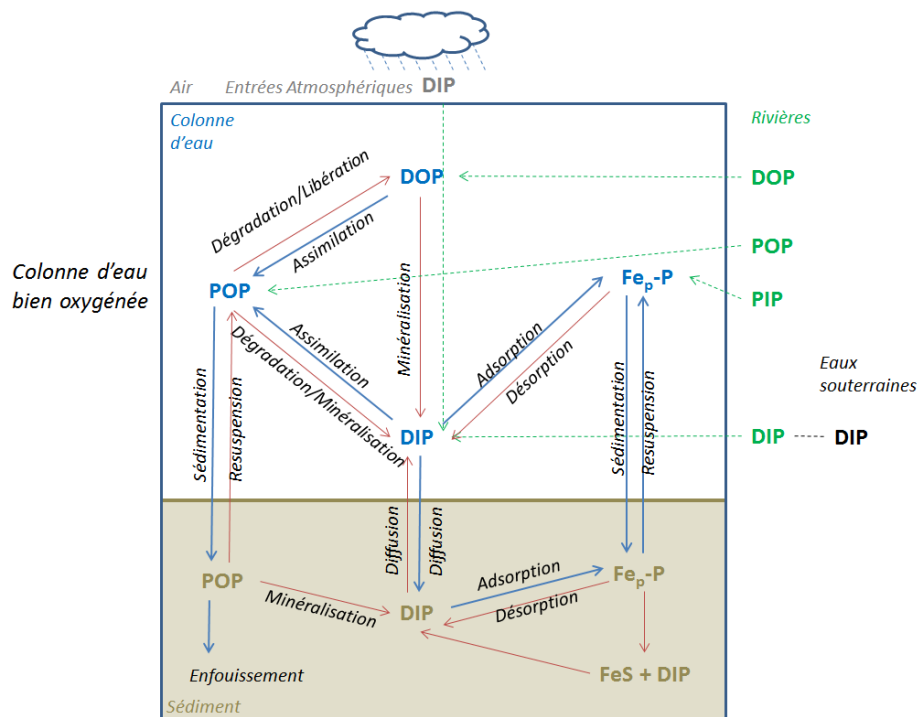 Air Entrées Atmosphériques DIP
Colonne
d'eau
Rivières
DOP
DOP
Dégradation/Libération
Assimilation
POP
Colonne d'eau
bien oxygénée
POP
Fep-P
PIP
Minéralisation
Assimilation
Dégradation/Minéralisation
Adsorption
Désorption
Eaux
souterraines
Sédimentation
Resuspension
DIP
Sédimentation
Resuspension
DIP
DIP
Diffusion
Diffusion
POP
Minéralisation
DIP
Adsorption
Désorption
Fep-P
Enfouissement
FeS + DIP
Sédiment